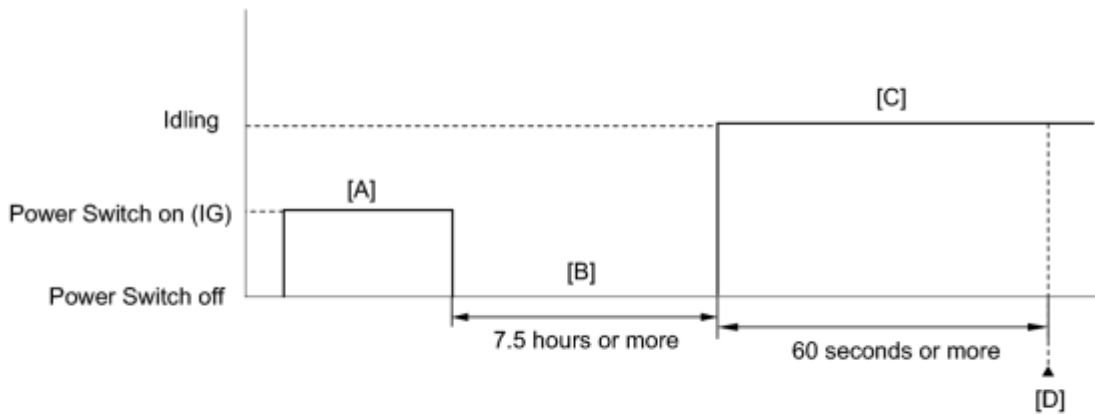 [C]
Idling
[A]
Power Switch on (IG)
[B]
Power Switch off
7.5 hours or more
60 seconds or more
[D]